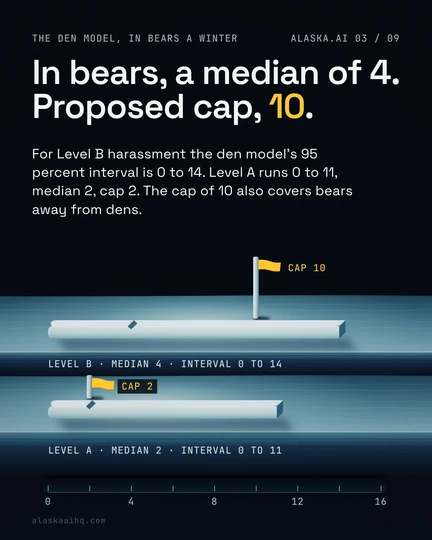 THE DEN MODEL, IN BEARS A WINTER
ALASKA.AI 03 / 09
In bears, a median of 4.
Proposed cap, 10.
For Level B harassment the den model's 95
percent interval is 0 to 14. Level A runs 0 to 11,
median 2, cap 2. The cap of 10 also covers bears
away from dens.
CAP 10
LEVEL B · MEDIAN 4 · INTERVAL 0 TO 14
CAP 2
LEVEL A · MEDIAN 2 · INTERVAL 0 TO 11
0 4 8 12 16
alaskaaihq.com